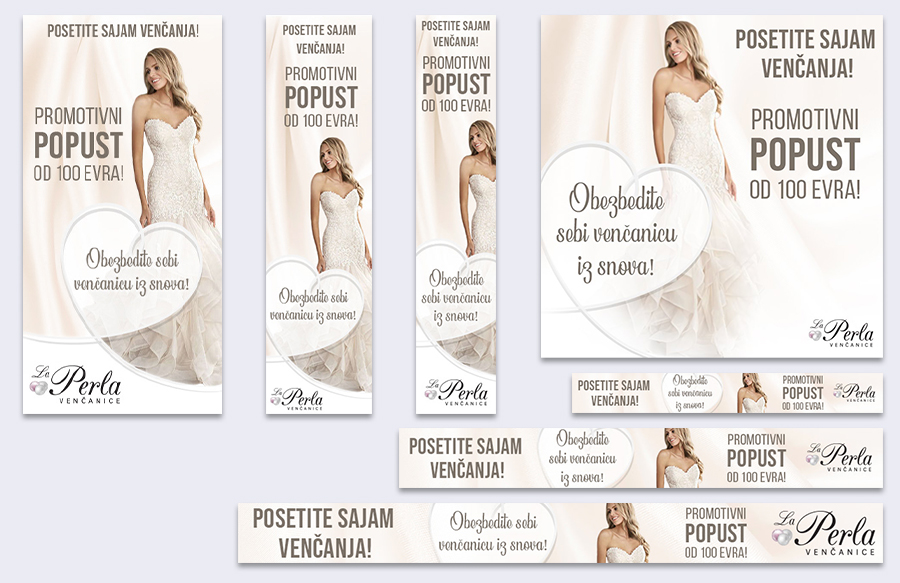 POSETITE SAJAM VENČANJA!
PROMOTIVNI
POPUST
OD 100 EVRA!
Obezbedite sebi
venčanicu iz snova!
La Perla
VENČANICE
POSETITE SAJAM
VENČANJA!
PROMOTIVNI
POPUST
OD 100 EVRA!
Obezbedite sebi
venčanicu
iz snova!
La Perla
VENČANICE
POSETITE SAJAM
VENČANJA!
PROMOTIVNI
POPUST
OD 100 EVRA!
Obezbedite
sebi venčanicu
iz snova!
La Perla
VENČANICE
POSETITE SAJAM
VENČANJA!
PROMOTIVNI
POPUST
OD 100 EVRA!
Obezbedite
sebi venčanicu
iz snova!
La Perla
VENČANICE
POSETITE SAJAM
VENČANJA!
Obezbedite
sebi venčanicu
iz snova!
PROMOTIVNI
POPUST
OD 100 EVRA!
La Perla
VENČANICE
POSETITE SAJAM
VENČANJA!
Obezbedite
sebi venčanicu
iz snova!
PROMOTIVNI
POPUST
OD 100 EVRA!
La Perla
VENČANICE
POSETITE SAJAM
VENČANJA!
Obezbedite sebi
venčanicu iz snova!
PROMOTIVNI
POPUST
OD 100 EVRA!
La Perla
VENČANICE